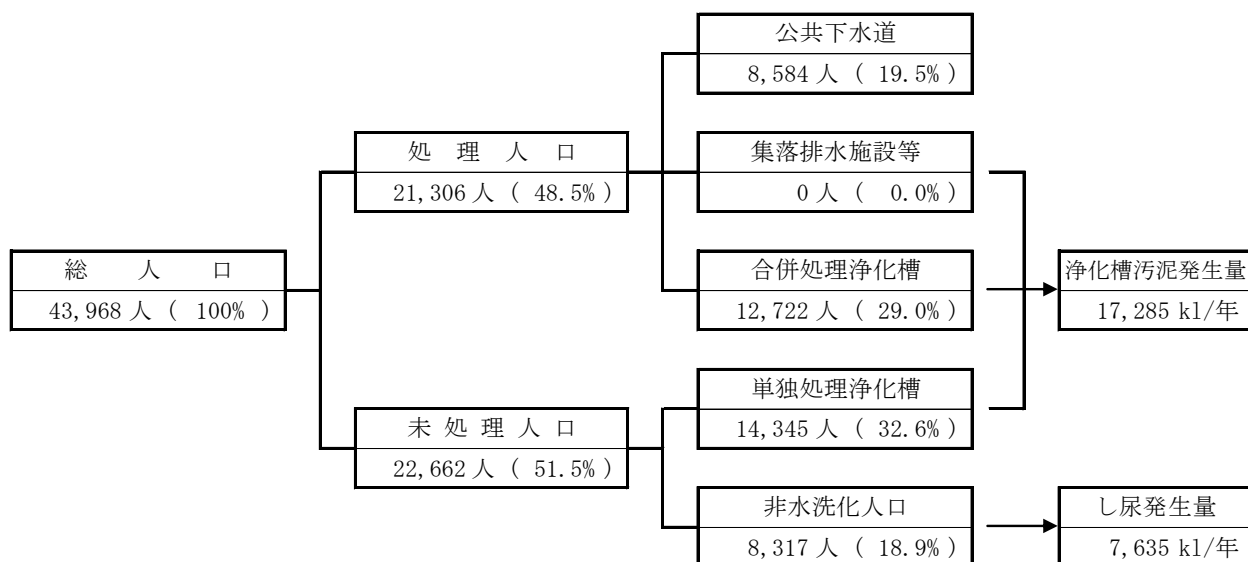 公共下水道
8,584 人 ( 19.5% )
処理人口
21,306 人 ( 48.5% )
集落排水施設等
0 人 ( 0.0% )
総人口
43,968 人 ( 100% )
合併処理浄化槽
12,722 人 ( 29.0% )
浄化槽汚泥発生量
17,285 kl/年
単独処理浄化槽
14,345 人 ( 32.6% )
未処理人口
22,662 人 ( 51.5% )
非水洗化人口
8,317 人 ( 18.9% )
し尿発生量
7,635 kl/年